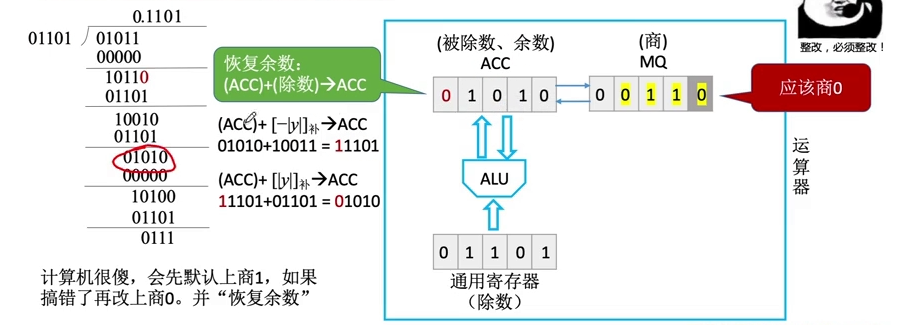 0.1101
01101
01011
00000
10110
01101
10010
01101
01010
00000
10100
01101
0111
恢复余数：
(ACC)+(除数)→ACC
(ACC)+ [−|y|]补→ACC
01010+10011 = 11101
(ACC)+ [|y|]补→ACC
11101+01101 = 01010
计算机很傻，会先默认上商1，如果
搞错了再改上商0。并“恢复余数”
(被除数、余数)
ACC
0 1 0 1 0
(商)
MQ
0 0 1 1 0
ALU
0 1 1 0 1
通用寄存器
（除数）
运算器
应该商0
整改，必须整改！